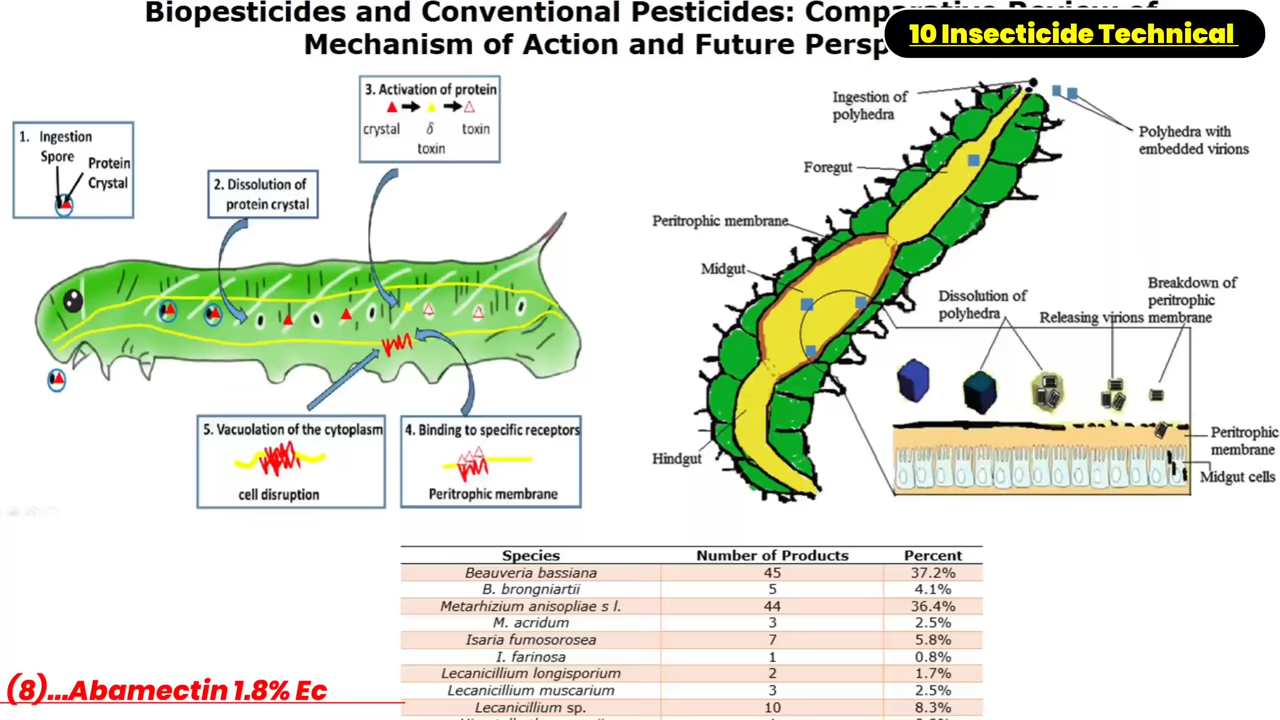 Biopesticides and Conventional Pesticides:
Mechanism of Action and Future
10 Insecticide Technical
3. Activation of protein
crystal
δ
toxin
toxin
1. Ingestion
Spore
Protein
Crystal
2. Dissolution of
protein crystal
5. Vacuolation of the cytoplasm
cell disruption
4. Binding to specific receptors
Peritrophic membrane
Ingestion of
polyhedra
Polyhedra with
embedded virions
Foregut
Peritrophic membrane
Midgut
Dissolution of
polyhedra
Releasing virions
Breakdown of
peritrophic
membrane
Hindgut
Peritrophic
membrane
Midgut cells
Species Number of Products Percent
Beauveria bassiana 45 37.2%
B. brongniartii 5 4.1%
Metarhizium anisopliae s l. 44 36.4%
M. acridum 3 2.5%
Isaria fumosorosea 7 5.8%
I. farinosa 1 0.8%
Lecanicillium longisporium 2 1.7%
Lecanicillium muscarium 3 2.5%
Lecanicillium sp. 10 8.3%
(8)...Abamectin 1.8% Ec